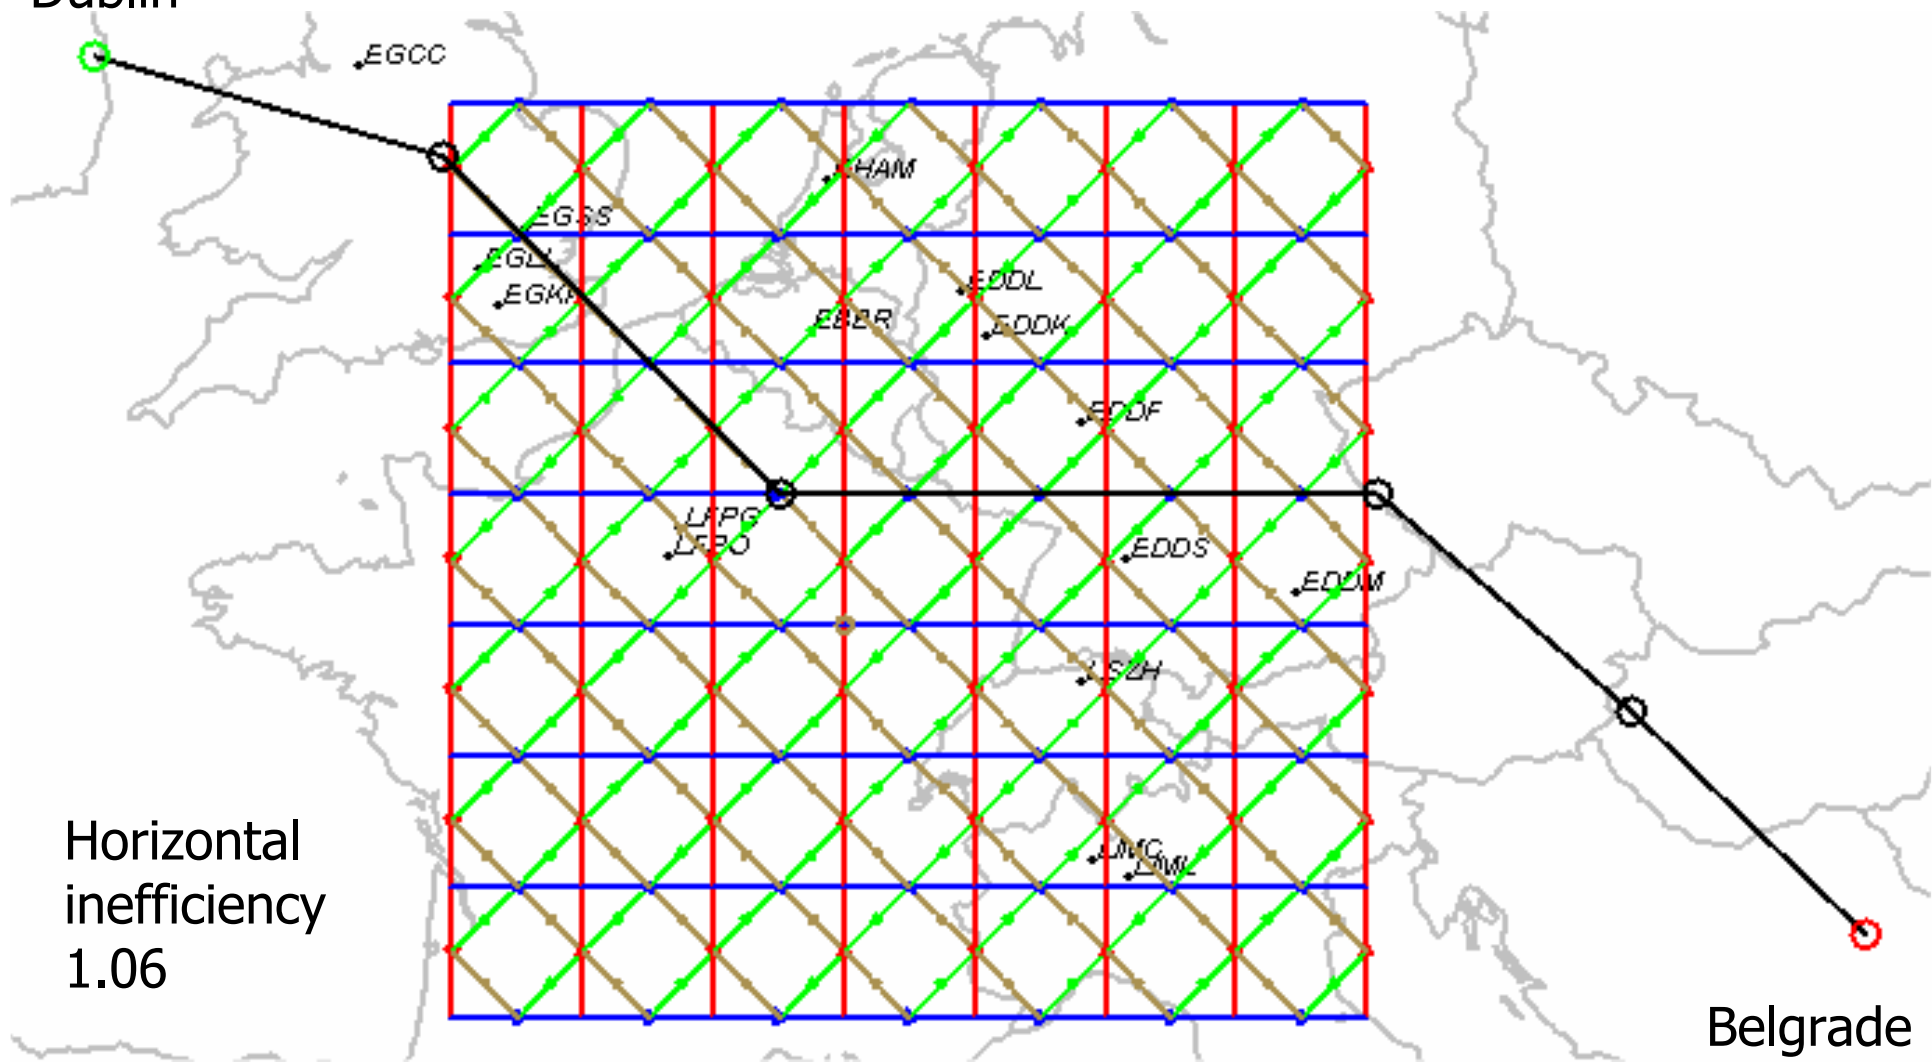 Dublin
EGCC
EHAM
EGSS
EGLL
EDDL
EGKK
EBBR
EDDK
EDDF
LFPG
LFPO
EDDS
EDDM
LSZH
LIMC
LIML
Horizontal
inefficiency
1.06
Belgrade